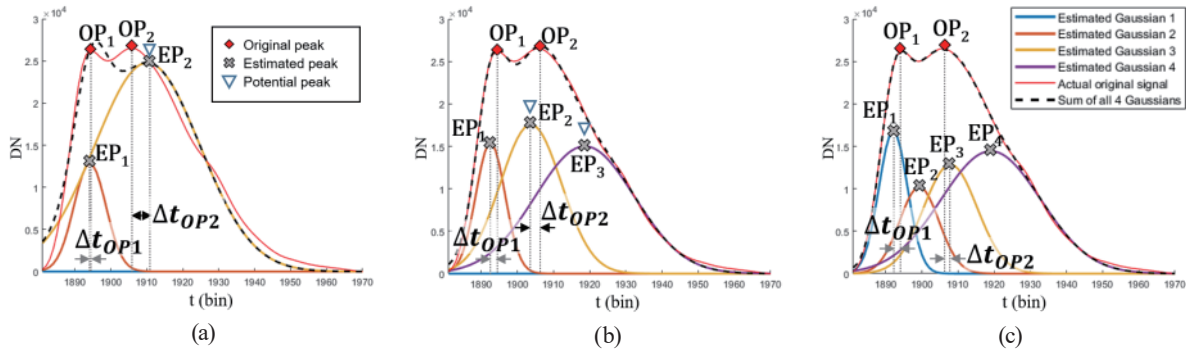 3 ×10⁴
OP₁ OP₂
EP₂
EP₁
Δt_OP2
Δt_OP1
Original peak
Estimated peak
Potential peak
2.5
2
1.5
1
0.5
0
DN
1890 1900 1910 1920 1930 1940 1950 1960 1970
t (bin)
(a)
3 ×10⁴
OP₁ OP₂
EP₁ EP₂
EP₃
Δt_OP1 Δt_OP2
2.5
2
1.5
1
0.5
0
DN
1890 1900 1910 1920 1930 1940 1950 1960 1970
t (bin)
(b)
3 ×10⁴
OP₁ OP₂
EP₁
EP₂ EP₃ EP₄
Δt_OP1
Δt_OP2
Estimated Gaussian 1
Estimated Gaussian 2
Estimated Gaussian 3
Estimated Gaussian 4
Actual original signal
Sum of all 4 Gaussians
2.5
2
1.5
1
0.5
0
DN
1890 1900 1910 1920 1930 1940 1950 1960 1970
t (bin)
(c)